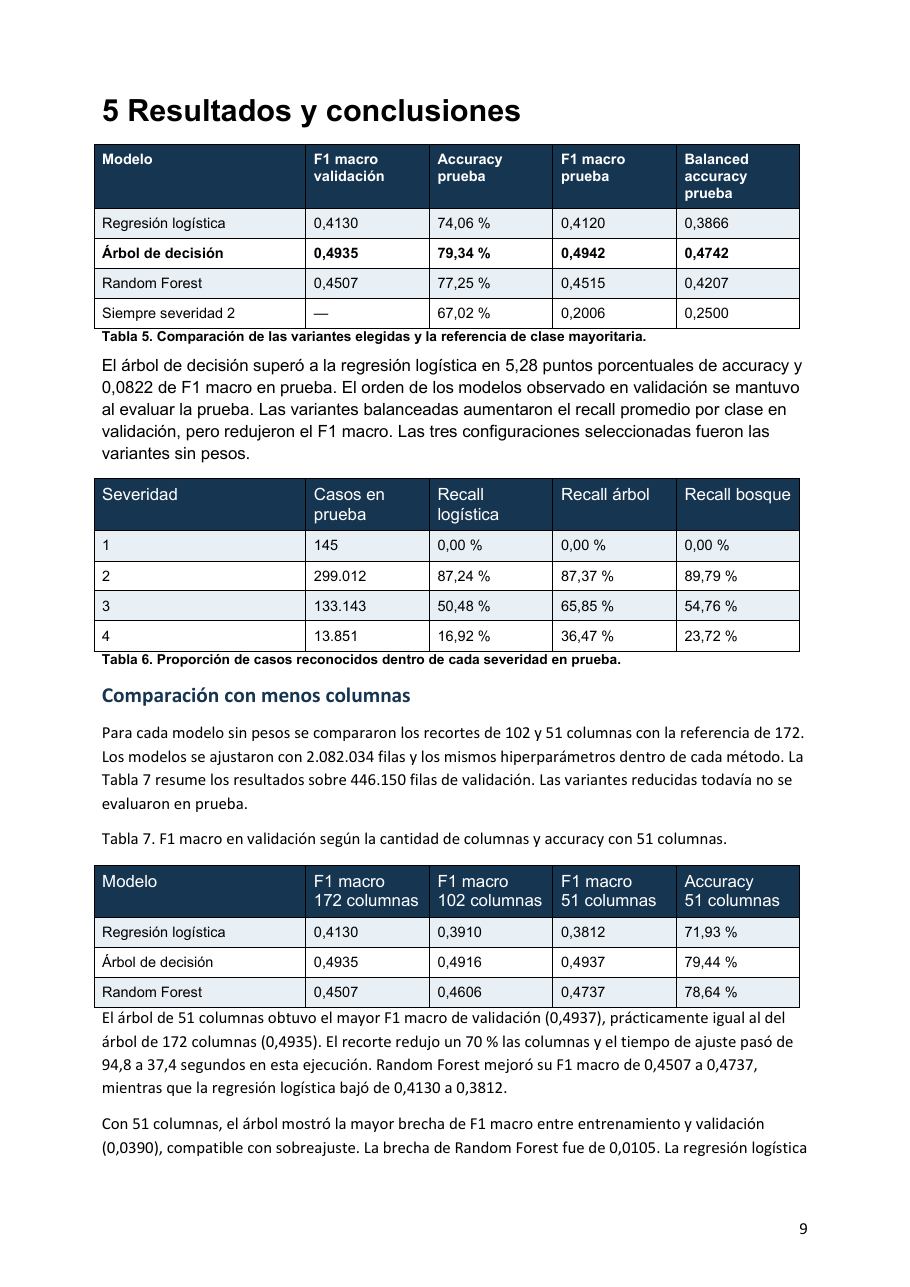 5 Resultados y conclusiones
Modelo F1 macro validación Accuracy prueba F1 macro prueba Balanced accuracy prueba
Regresión logística 0,4130 74,06 % 0,4120 0,3866
Árbol de decisión 0,4935 79,34 % 0,4942 0,4742
Random Forest 0,4507 77,25 % 0,4515 0,4207
Siempre severidad 2 — 67,02 % 0,2006 0,2500
Tabla 5. Comparación de las variantes elegidas y la referencia de clase mayoritaria.
El árbol de decisión superó a la regresión logística en 5,28 puntos porcentuales de accuracy y
0,0822 de F1 macro en prueba. El orden de los modelos observado en validación se mantuvo
al evaluar la prueba. Las variantes balanceadas aumentaron el recall promedio por clase en
validación, pero redujeron el F1 macro. Las tres configuraciones seleccionadas fueron las
variantes sin pesos.
Severidad Casos en prueba Recall logística Recall árbol Recall bosque
1 145 0,00 % 0,00 % 0,00 %
2 299.012 87,24 % 87,37 % 89,79 %
3 133.143 50,48 % 65,85 % 54,76 %
4 13.851 16,92 % 36,47 % 23,72 %
Tabla 6. Proporción de casos reconocidos dentro de cada severidad en prueba.
Comparación con menos columnas
Para cada modelo sin pesos se compararon los recortes de 102 y 51 columnas con la referencia de 172.
Los modelos se ajustaron con 2.082.034 filas y los mismos hiperparámetros dentro de cada método. La
Tabla 7 resume los resultados sobre 446.150 filas de validación. Las variantes reducidas todavía no se
evaluaron en prueba.
Tabla 7. F1 macro en validación según la cantidad de columnas y accuracy con 51 columnas.
Modelo F1 macro 172 columnas F1 macro 102 columnas F1 macro 51 columnas Accuracy 51 columnas
Regresión logística 0,4130 0,3910 0,3812 71,93 %
Árbol de decisión 0,4935 0,4916 0,4937 79,44 %
Random Forest 0,4507 0,4606 0,4737 78,64 %
El árbol de 51 columnas obtuvo el mayor F1 macro de validación (0,4937), prácticamente igual al del
árbol de 172 columnas (0,4935). El recorte redujo un 70 % las columnas y el tiempo de ajuste pasó de
94,8 a 37,4 segundos en esta ejecución. Random Forest mejoró su F1 macro de 0,4507 a 0,4737,
mientras que la regresión logística bajó de 0,4130 a 0,3812.
Con 51 columnas, el árbol mostró la mayor brecha de F1 macro entre entrenamiento y validación
(0,0390), compatible con sobreajuste. La brecha de Random Forest fue de 0,0105. La regresión logística
9